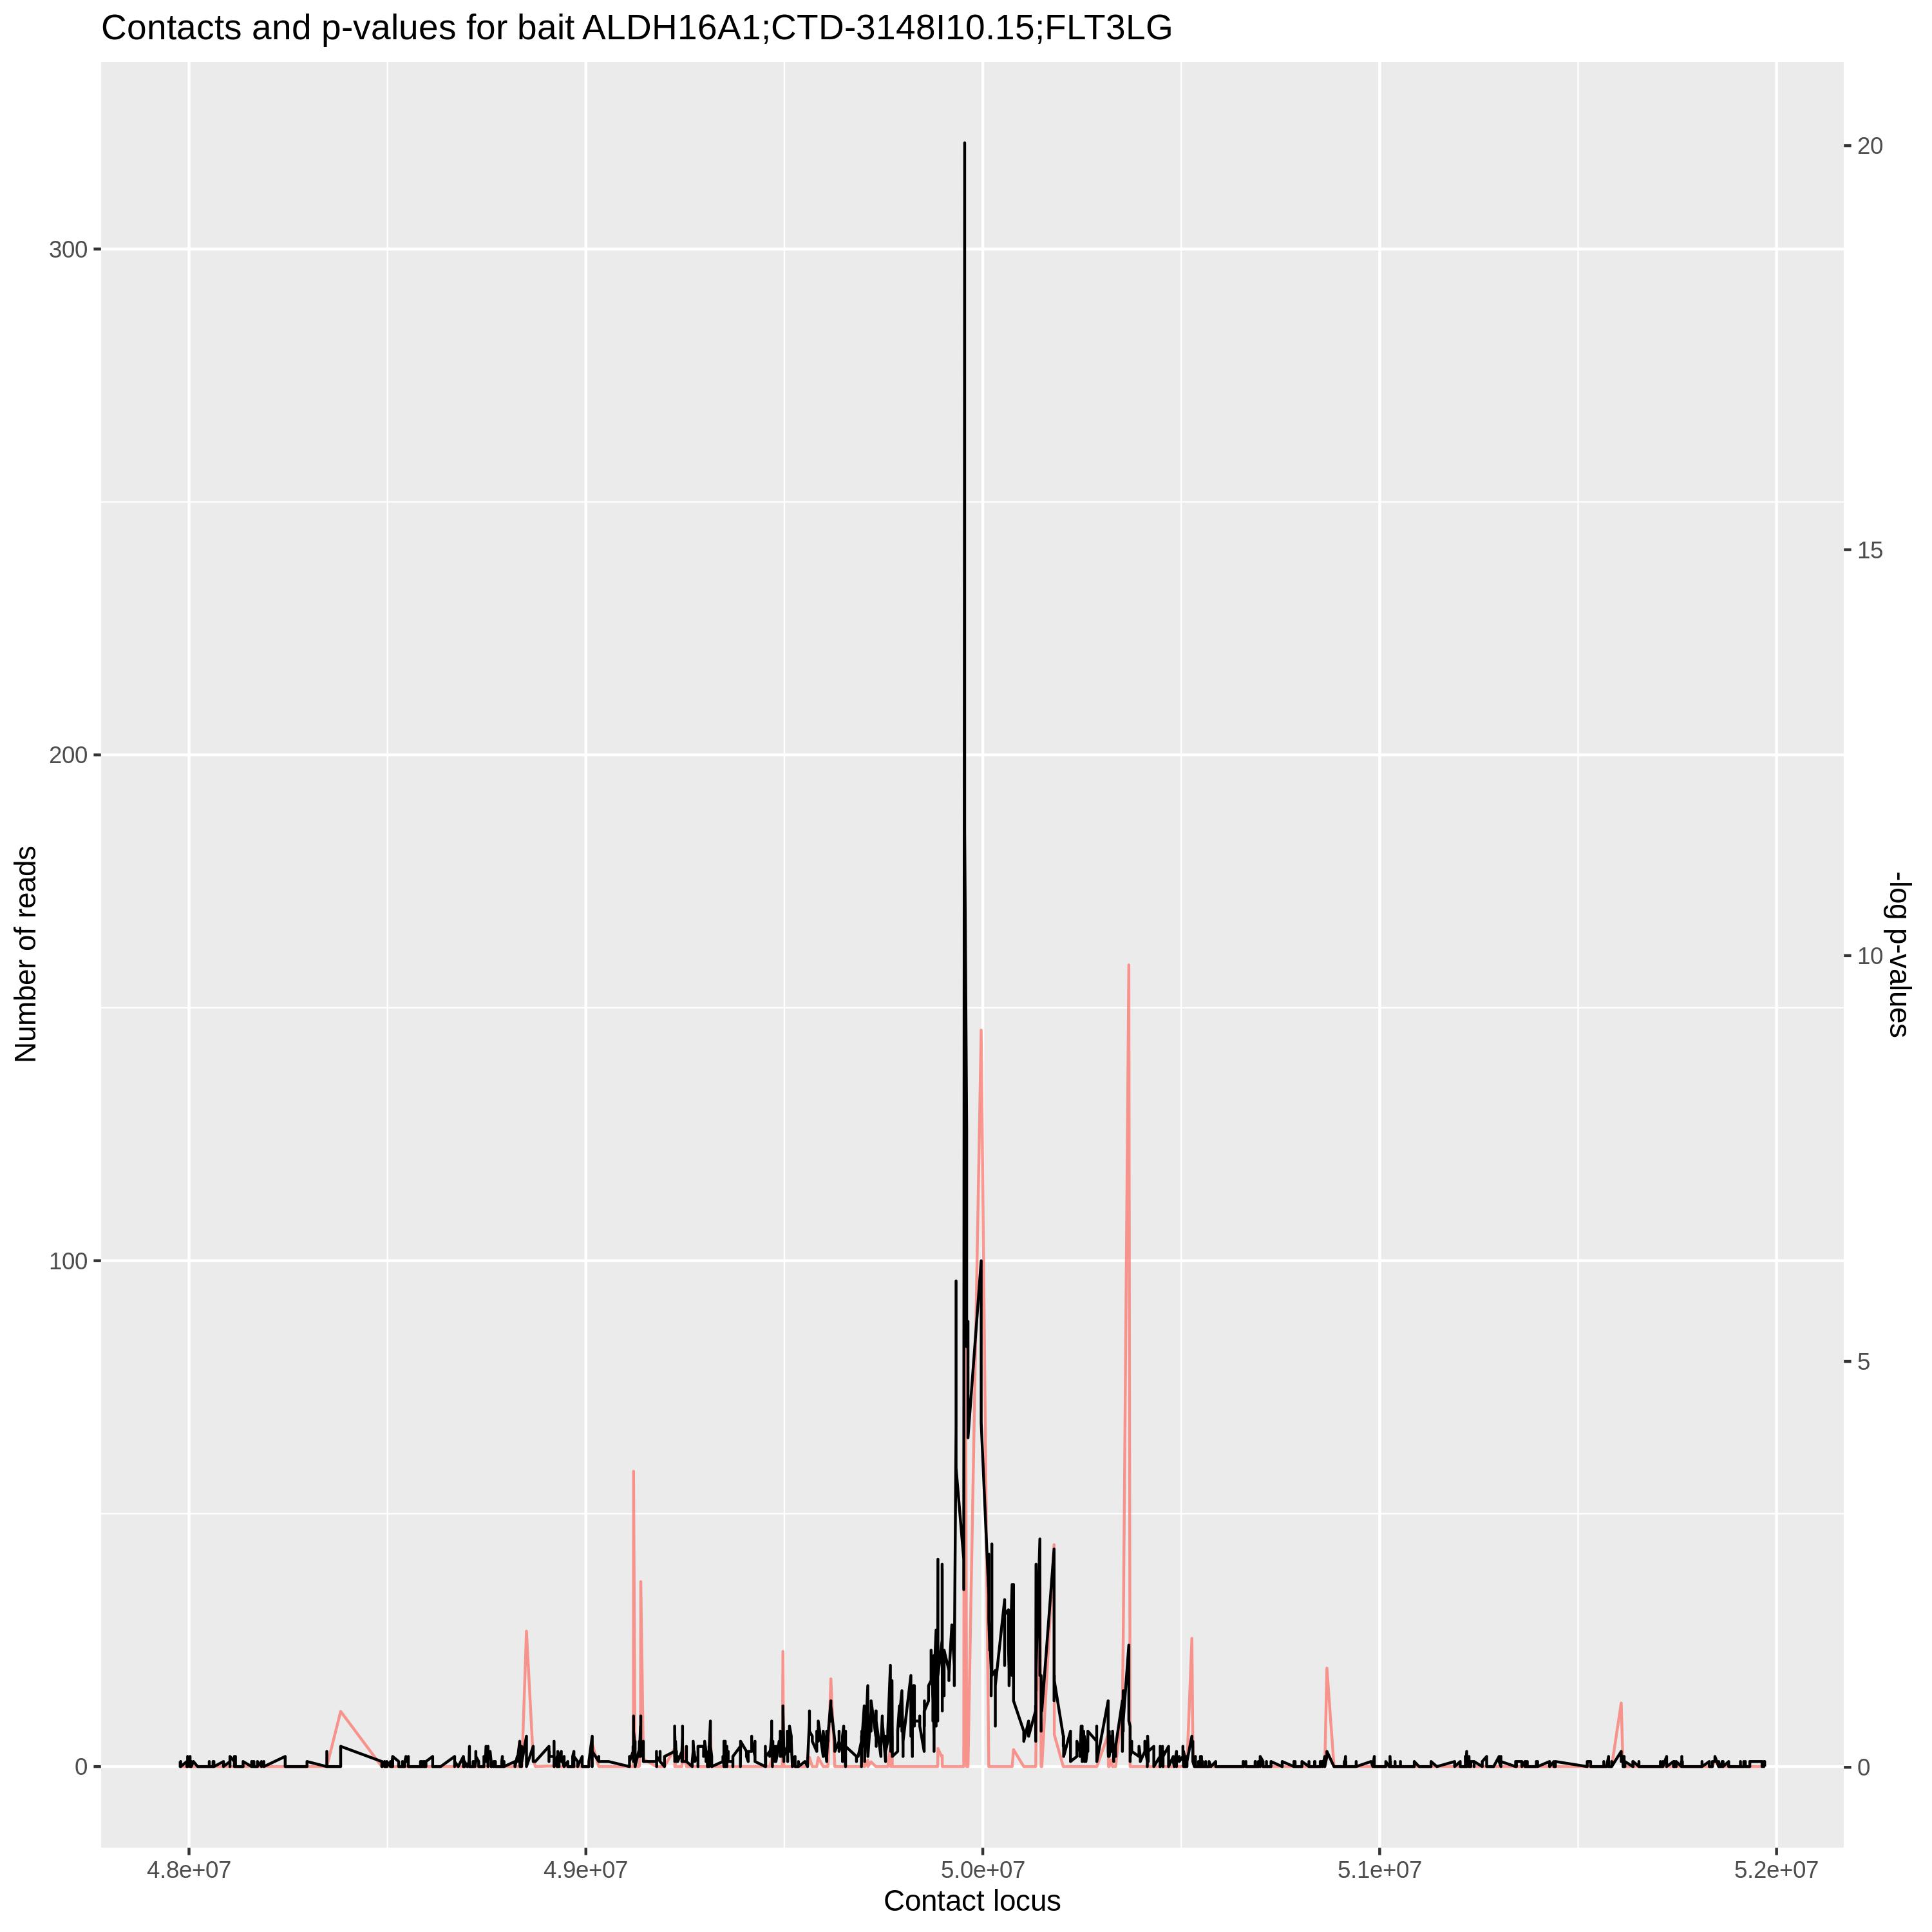 Contacts and p-values for bait ALDH16A1;CTD-3148I10.15;FLT3LG
300
200
100
0
Number of reads
20
15
10
5
0
-log p-values
4.8e+07
4.9e+07
5.0e+07
5.1e+07
5.2e+07
Contact locus